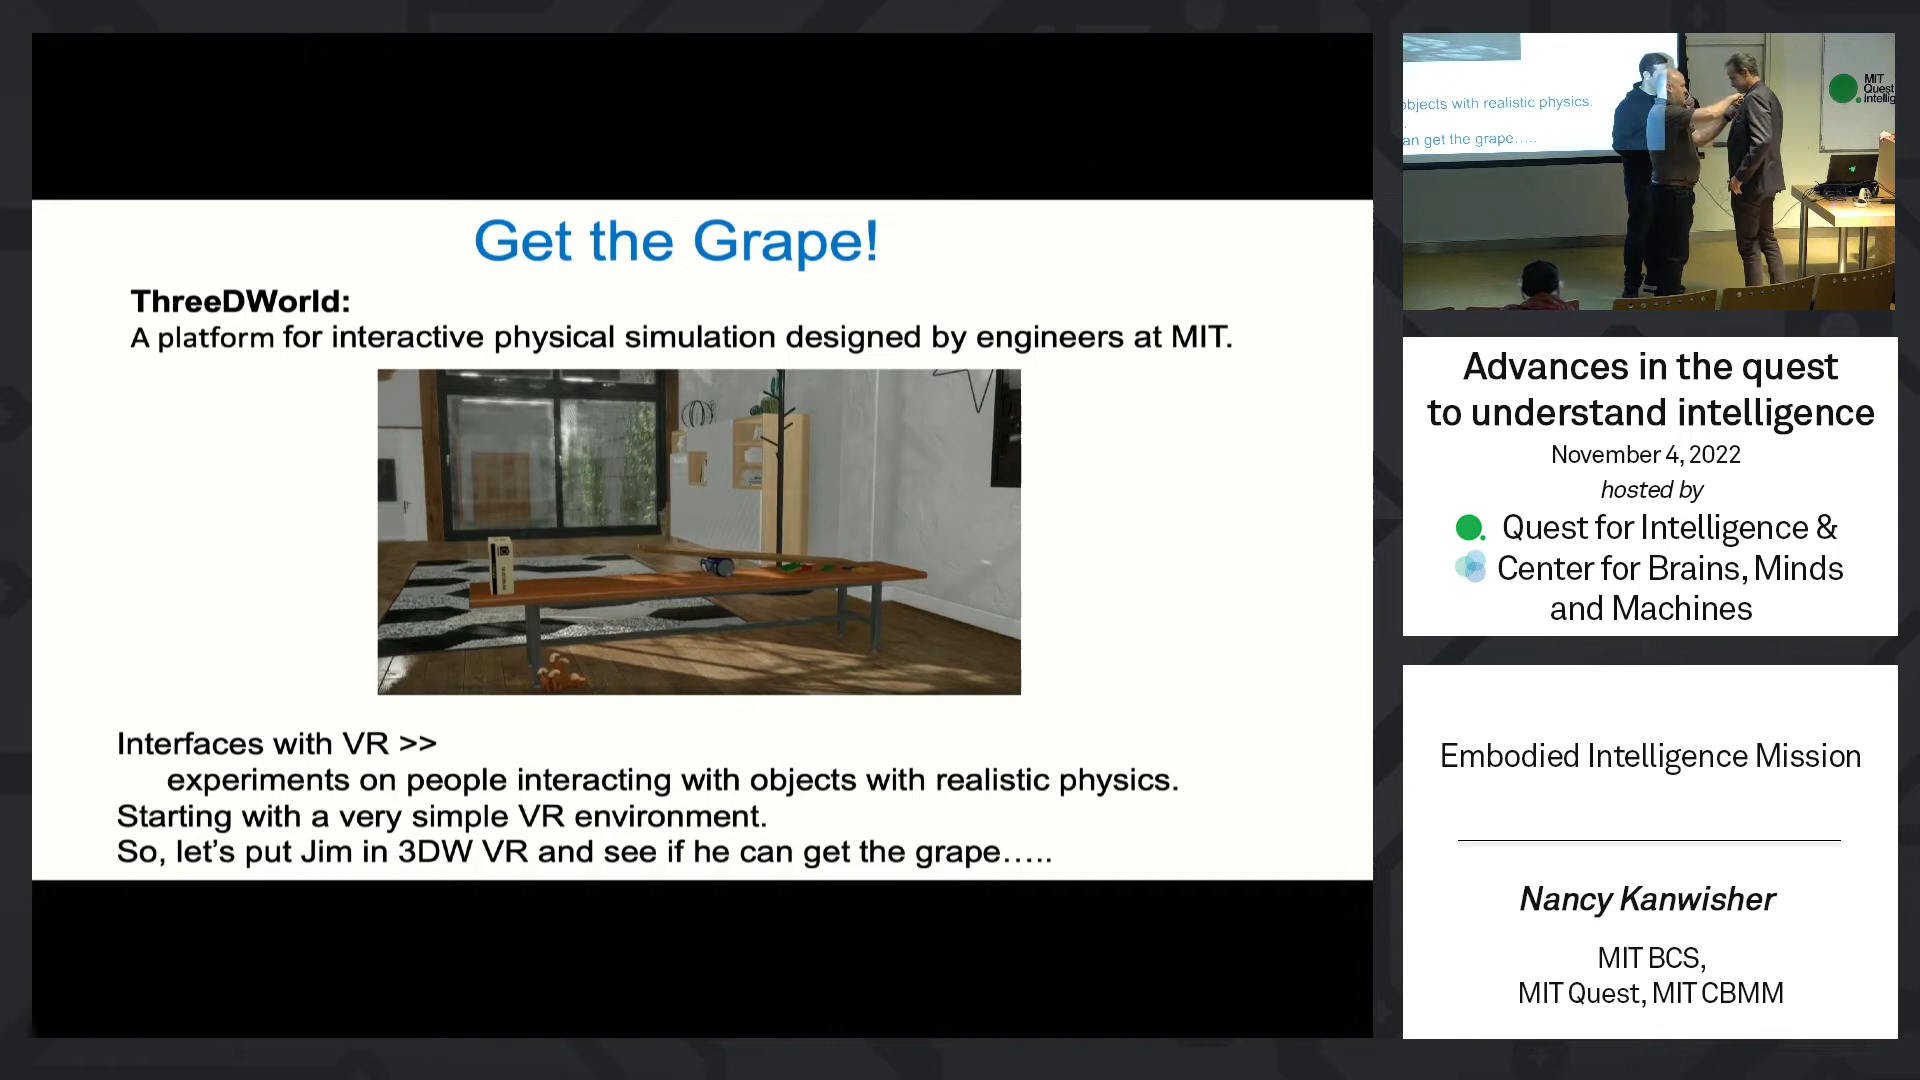 Get the Grape!
ThreeDWorld:
A platform for interactive physical simulation designed by engineers at MIT.
Interfaces with VR >>
experiments on people interacting with objects with realistic physics.
Starting with a very simple VR environment.
So, let's put Jim in 3DW VR and see if he can get the grape…..
objects with realistic physics.
an get the grape…..
MIT
Quest
Intellig
Advances in the quest
to understand intelligence
November 4, 2022
hosted by
Quest for Intelligence &
Center for Brains, Minds
and Machines
Embodied Intelligence Mission
Nancy Kanwisher
MIT BCS,
MIT Quest, MIT CBMM